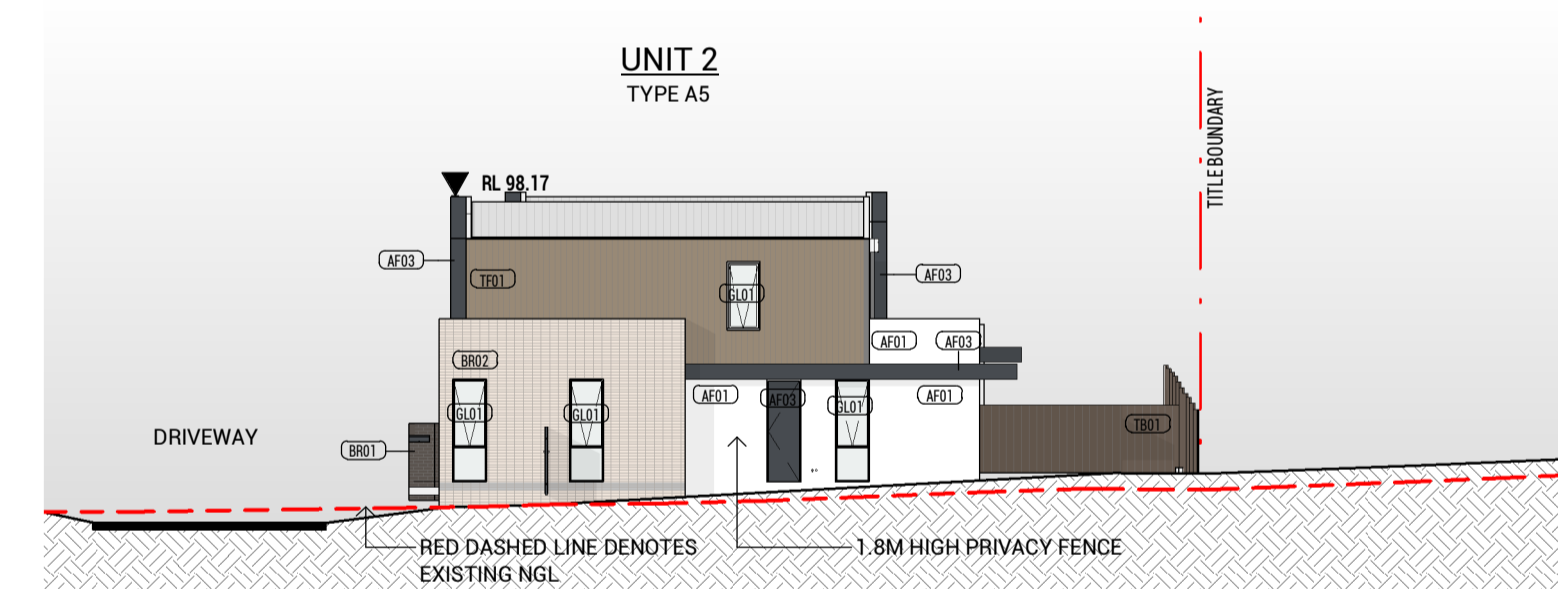 UNIT 2
TYPE A5
TITLE BOUNDARY
RL 98.17
AF03
TF01
GL01
AF03
AF01
AF03
BR02
GL01
GL01
AF01
AF03
GL01
AF01
TB01
DRIVEWAY
BR01
RED DASHED LINE DENOTES
EXISTING NGL
1.8M HIGH PRIVACY FENCE